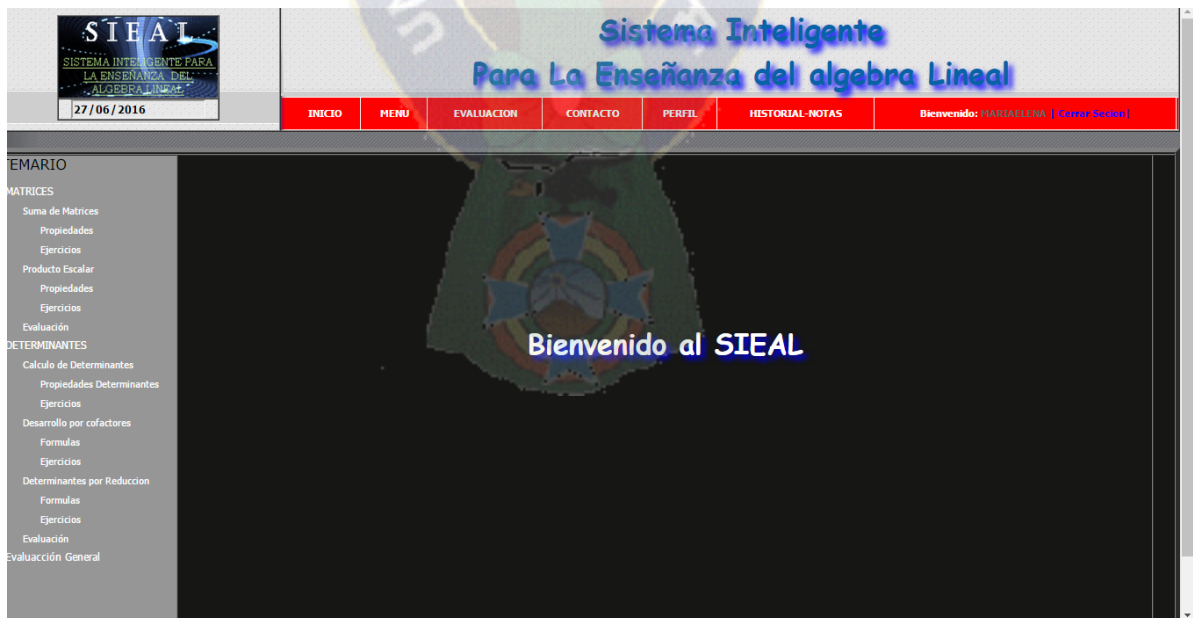 SIEAL
SISTEMA INTELIGENTE PARA
LA ENSEÑANZA DEL
ALGEBRA LINEAL
27/06/2016
Sistema Inteligente
Para La Enseñanza del algebra Lineal
INICIO MENU EVALUACION CONTACTO PERFIL HISTORIAL-NOTAS Bienvenido: MARIAELENA | Cerrar Secion|
TEMARIO
MATRICES
Suma de Matrices
Propiedades
Ejercicios
Producto Escalar
Propiedades
Ejercicios
Evaluación
DETERMINANTES
Calculo de Determinantes
Propiedades Determinantes
Ejercicios
Desarrollo por cofactores
Formulas
Ejercicios
Determinantes por Reduccion
Formulas
Ejercicios
Evaluación
Evaluacción General
Bienvenido al SIEAL